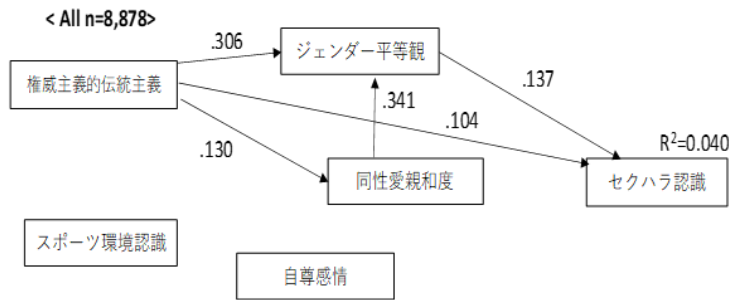 < All n=8,878>
.306
ジェンダー平等観
権威主義的伝統主義
.137
.341
.104
R²=0.040
.130
同性愛親和度
セクハラ認識
スポーツ環境認識
自尊感情